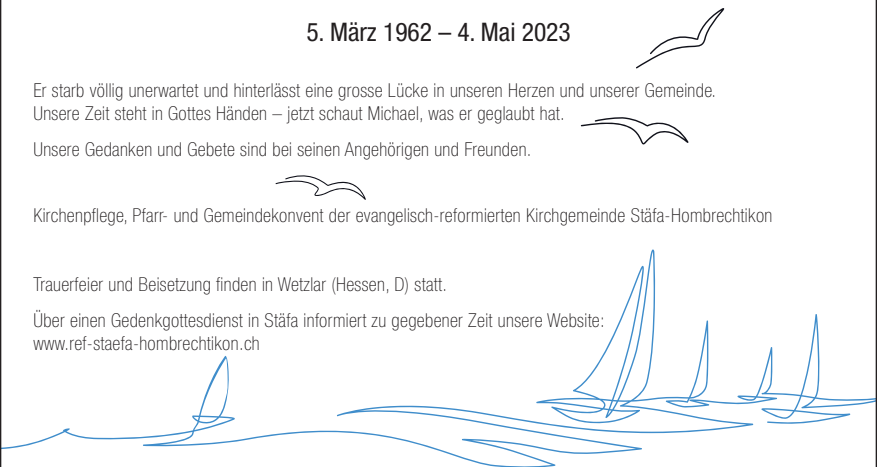 5. März 1962 – 4. Mai 2023
Er starb völlig unerwartet und hinterlässt eine grosse Lücke in unseren Herzen und unserer Gemeinde.
Unsere Zeit steht in Gottes Händen – jetzt schaut Michael, was er geglaubt hat.
Unsere Gedanken und Gebete sind bei seinen Angehörigen und Freunden.
Kirchenpflege, Pfarr- und Gemeindekonvent der evangelisch-reformierten Kirchgemeinde Stäfa-Hombrechtikon
Trauerfeier und Beisetzung finden in Wetzlar (Hessen, D) statt.
Über einen Gedenkgottesdienst in Stäfa informiert zu gegebener Zeit unsere Website:
www.ref-staefa-hombrechtikon.ch